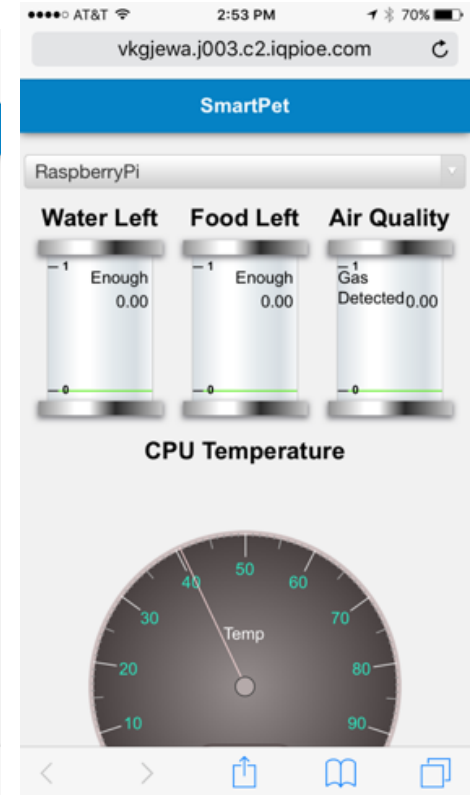 AT&T 2:53 PM 70%
vkgjewa.j003.c2.iqpioe.com
SmartPet
RaspberryPi
Water Left Food Left Air Quality
1 1 1
Enough Enough Gas
0.00 0.00 Detected 0.00
0 0 0
CPU Temperature
50
40 60
30 Temp 70
20 80
10 90